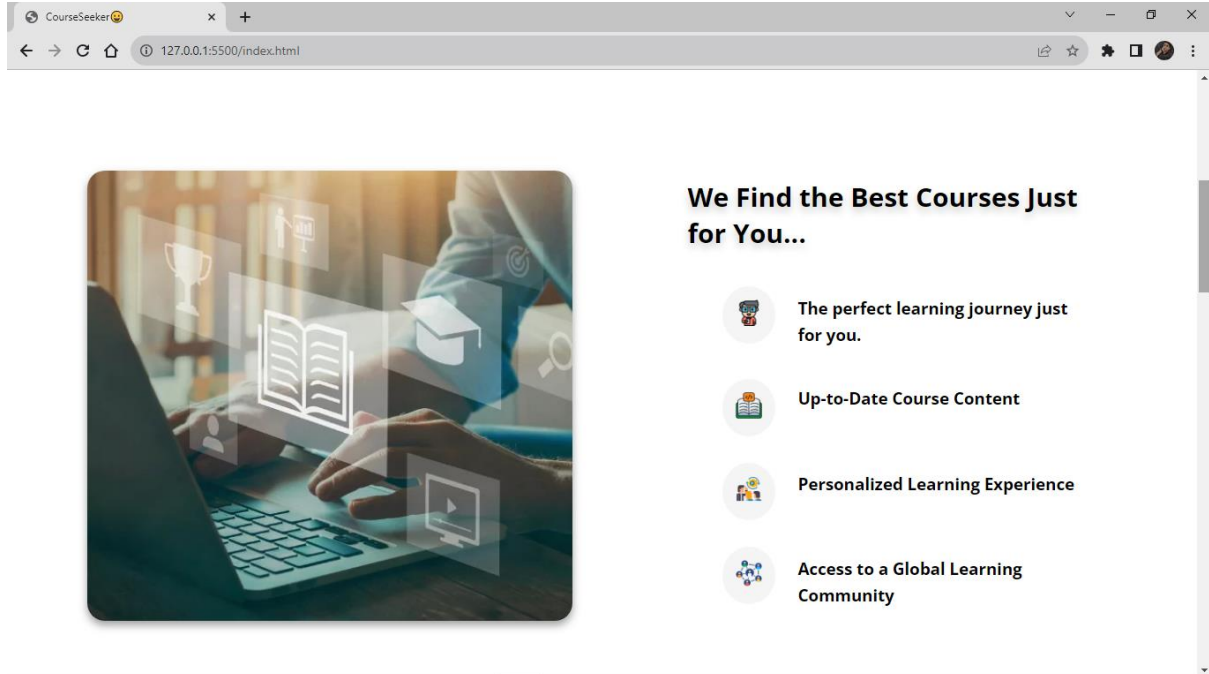 CourseSeeker😛
127.0.0.1:5500/index.html
We Find the Best Courses Just
for You...
The perfect learning journey just
for you.
Up-to-Date Course Content
Personalized Learning Experience
Access to a Global Learning
Community